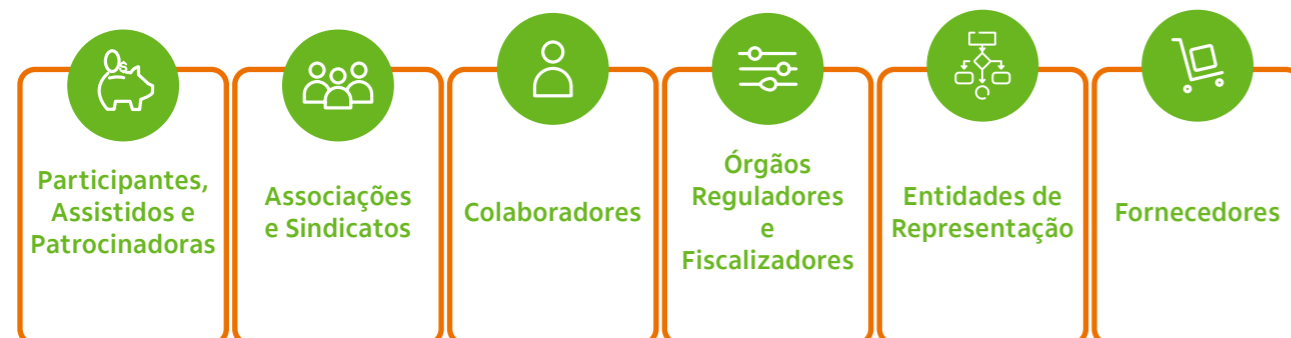 Participantes,
Assistidos e
Patrocinadoras
Associações
e Sindicatos
Colaboradores
Órgãos
Reguladores
e
Fiscalizadores
Entidades de
Representação
Fornecedores